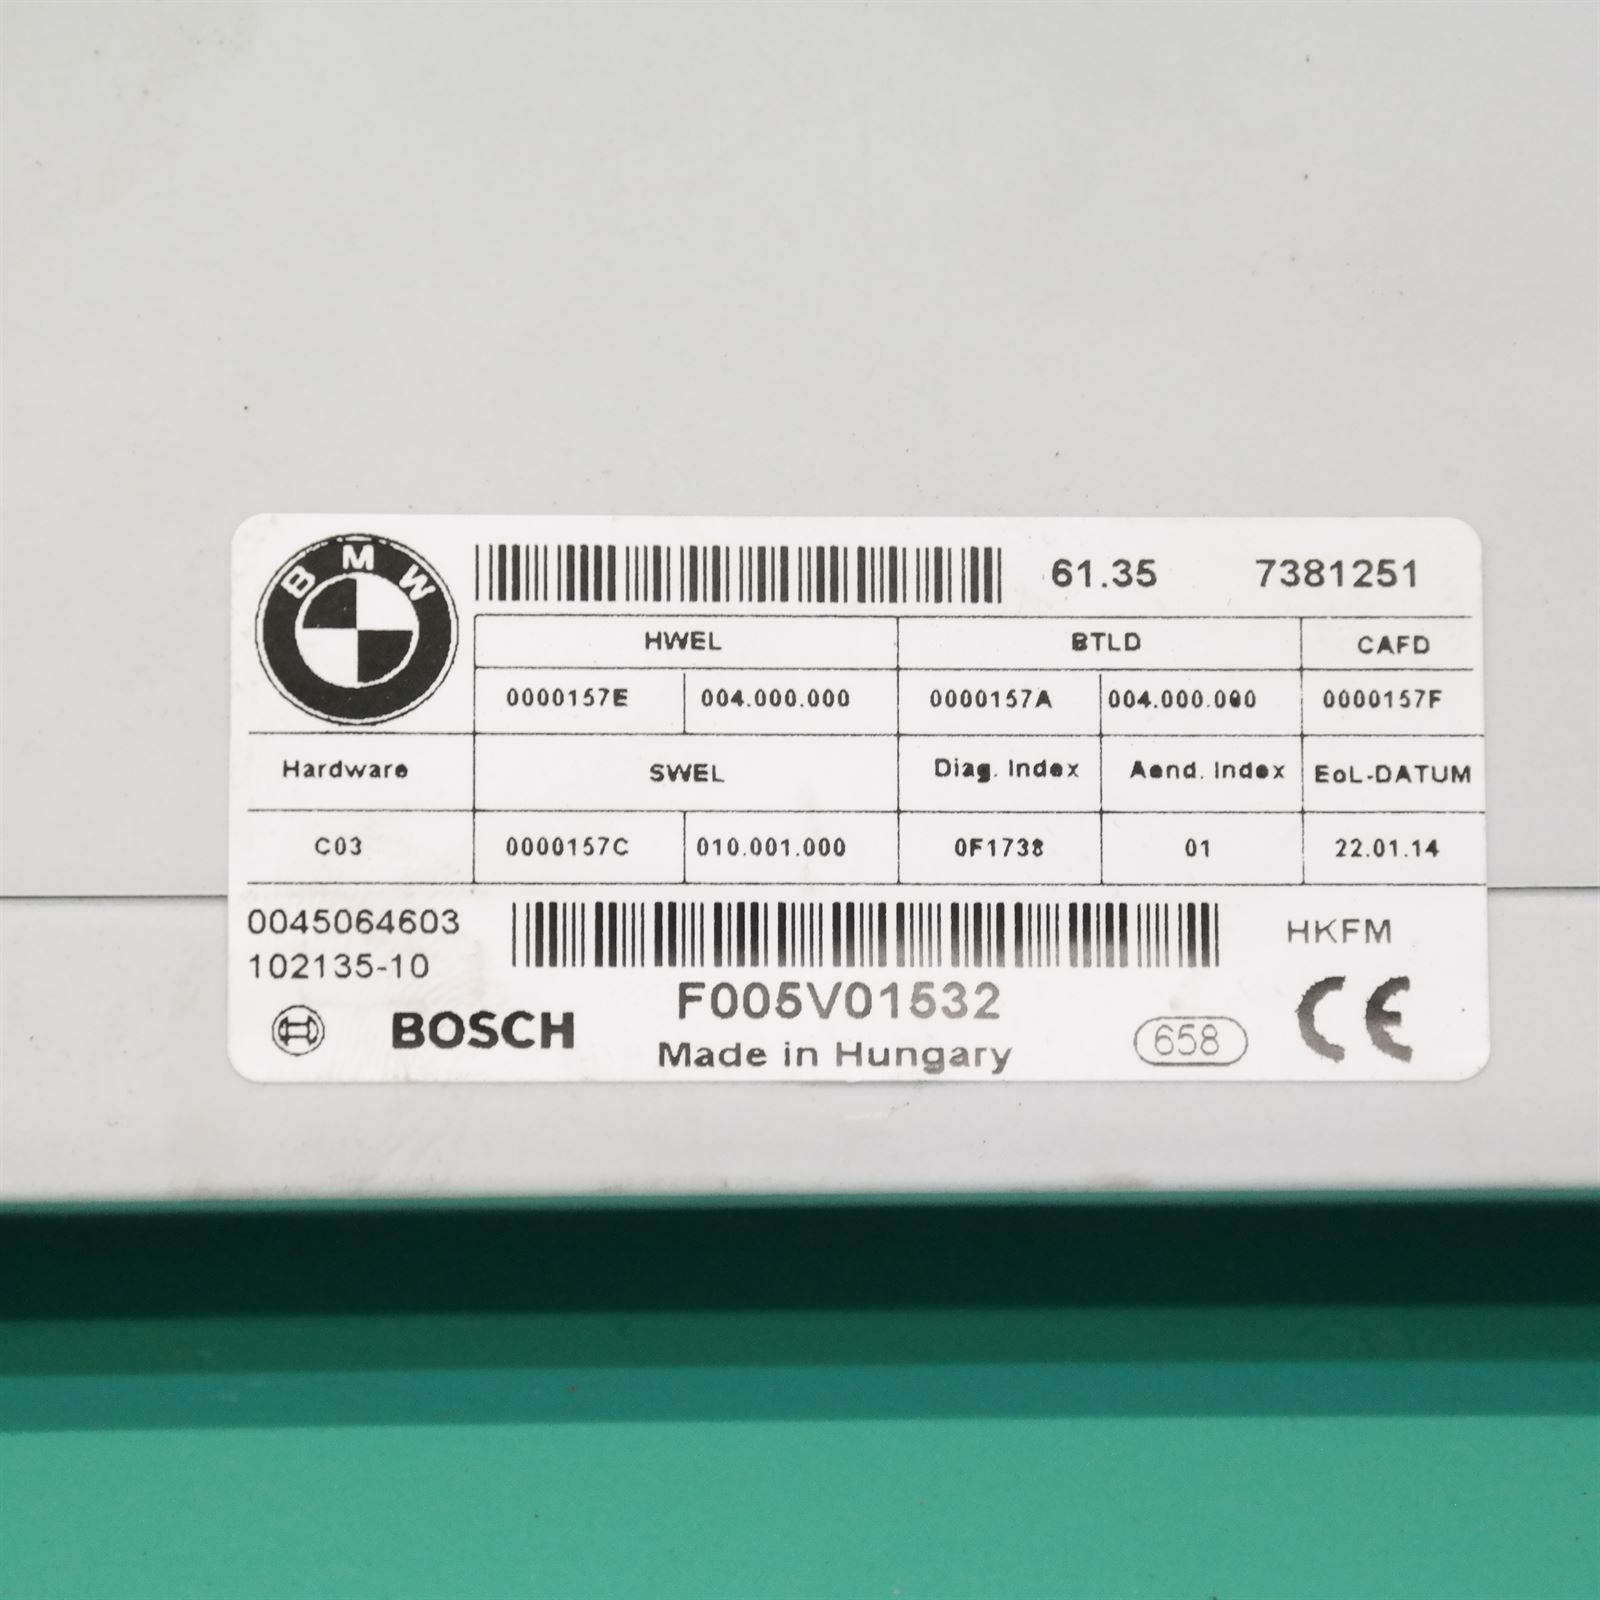 BMW
61.35 7381251
HWEL BTLD CAFD
0000157E 004.000.000 0000157A 004.000.000 0000157F
Hardware SWEL Diag. Index Aend. Index EoL-DATUM
C03 0000157C 010.001.000 0F1738 01 22.01.14
0045064603
102135-10
HKFM
F005V01532
BOSCH
Made in Hungary
658
CE